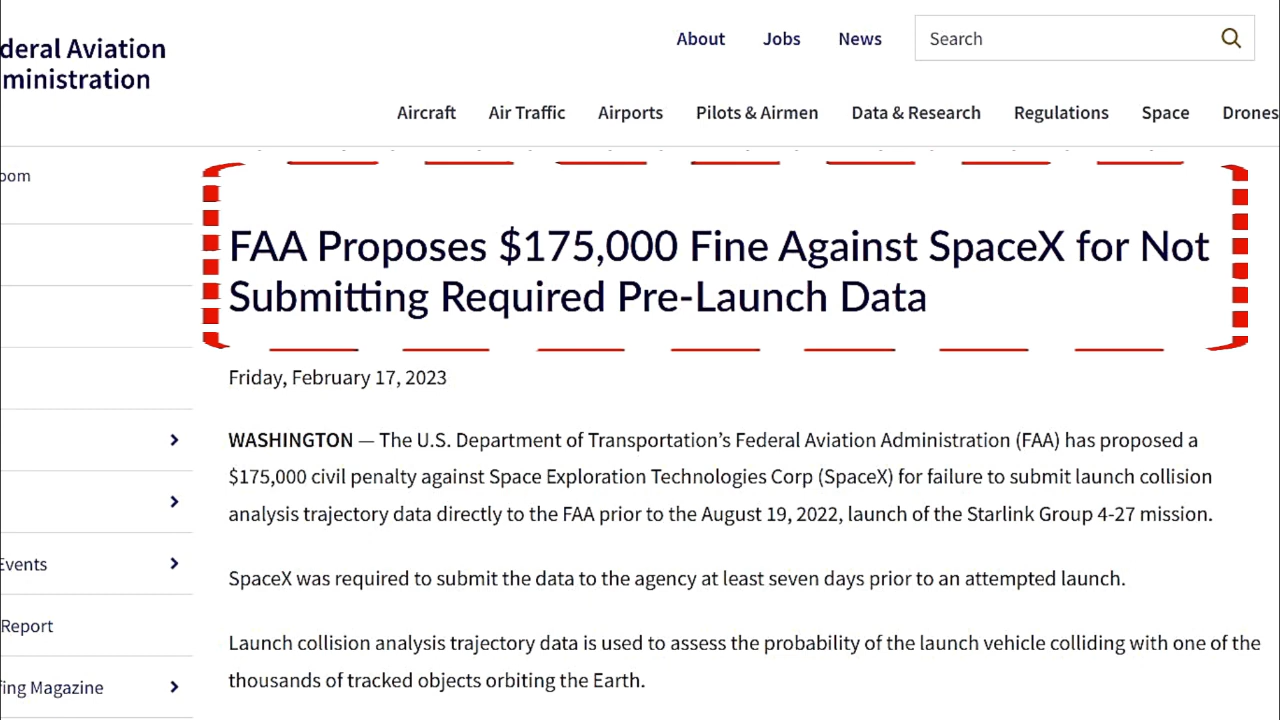 deral Aviation
ministration
About Jobs News Search
Aircraft Air Traffic Airports Pilots & Airmen Data & Research Regulations Space Drones
oom
FAA Proposes $175,000 Fine Against SpaceX for Not
Submitting Required Pre-Launch Data
Friday, February 17, 2023
WASHINGTON — The U.S. Department of Transportation’s Federal Aviation Administration (FAA) has proposed a
$175,000 civil penalty against Space Exploration Technologies Corp (SpaceX) for failure to submit launch collision
analysis trajectory data directly to the FAA prior to the August 19, 2022, launch of the Starlink Group 4-27 mission.
SpaceX was required to submit the data to the agency at least seven days prior to an attempted launch.
Launch collision analysis trajectory data is used to assess the probability of the launch vehicle colliding with one of the
thousands of tracked objects orbiting the Earth.
Events
Report
fing Magazine